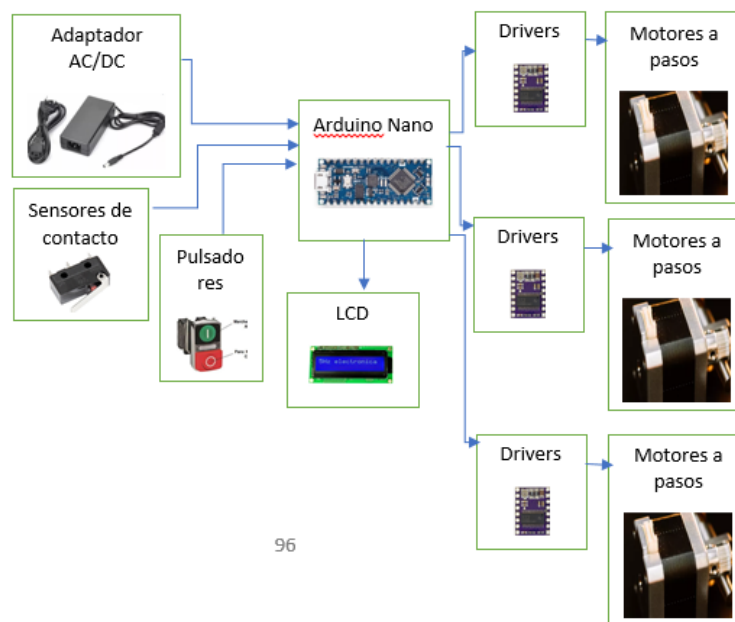 Adaptador
AC/DC
Sensores de
contacto
Pulsado
res
Arduino Nano
LCD
Drivers
Motores a
pasos
Drivers
Motores a
pasos
Drivers
Motores a
pasos
96